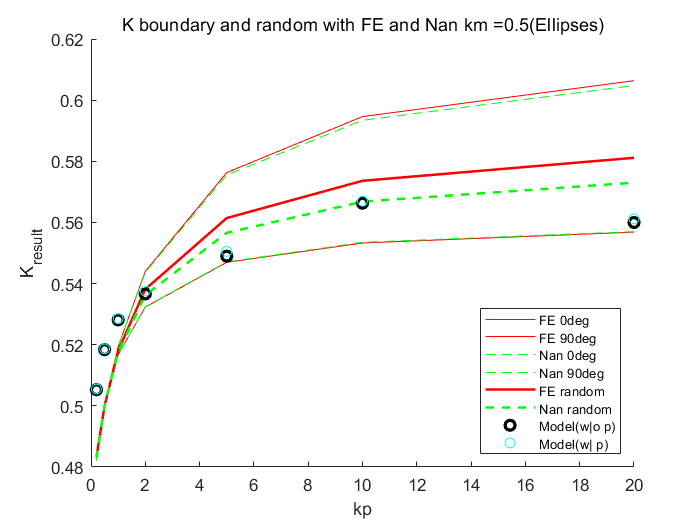 K boundary and random with FE and Nan km =0.5(Ellipses)
0.62
0.6
0.58
0.56
0.54
0.52
0.5
0.48
K_result
0 2 4 6 8 10 12 14 16 18 20
kp
FE 0deg
FE 90deg
Nan 0deg
Nan 90deg
FE random
Nan random
Model(w|o p)
Model(w| p)